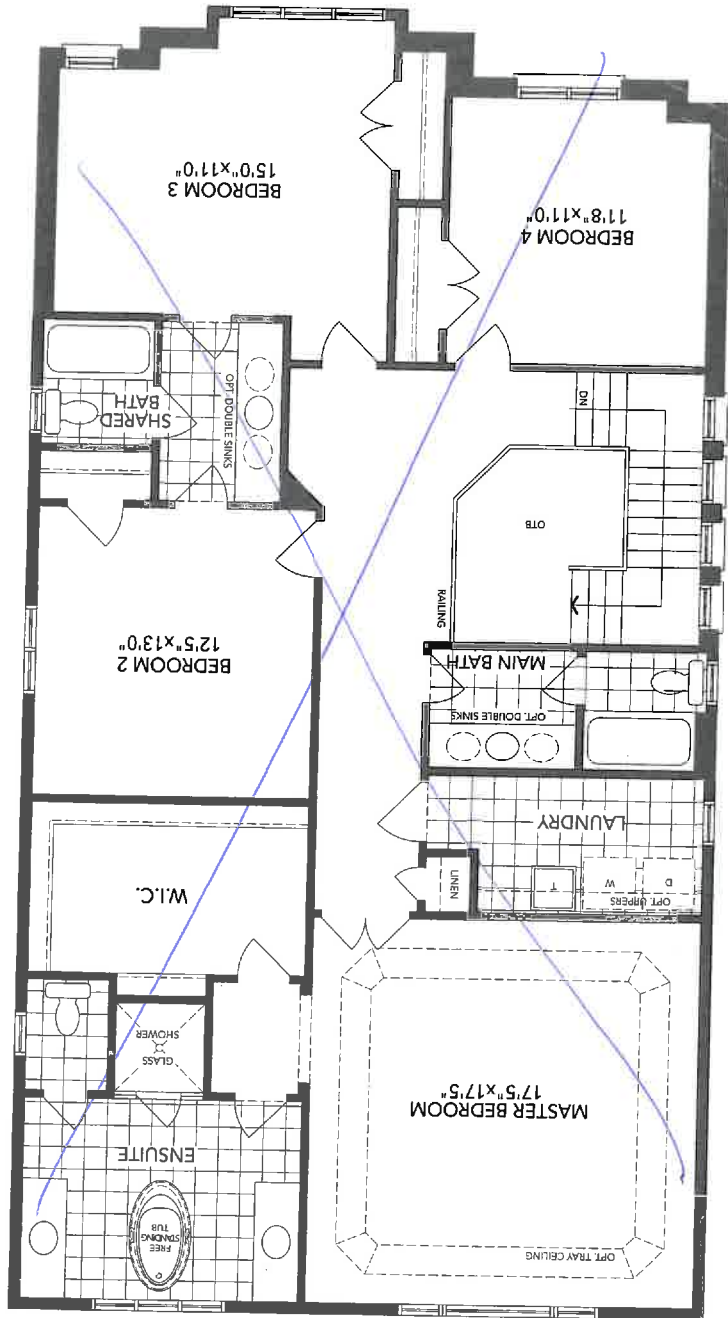 BEDROOM 3
15'0"x11'0"
BEDROOM 4
11'8"x11'0"
SHARED
BATH
OPT. DOUBLE SINKS
DN
OTB
RAILING
BEDROOM 2
12'5"x13'0"
MAIN BATH
OPT. DOUBLE SINKS
LAUNDRY
LINEN
T
W
D
OPT. UPPERS
W.I.C.
GLASS
SHOWER
MASTER BEDROOM
17'5"x17'5"
ENSUITE
FREE
STANDING
TUB
OPT. TRAY CEILING